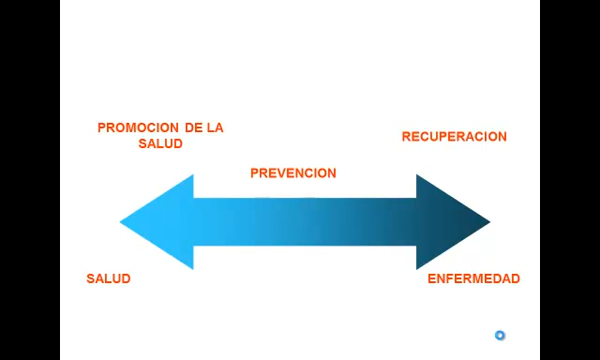 PROMOCION DE LA
SALUD
RECUPERACION
PREVENCION
SALUD
ENFERMEDAD